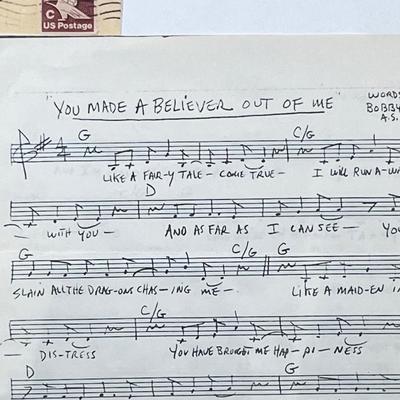 C
US Postage
"YOU MADE A BELIEVER OUT OF ME"
WORDS
BOBBY
A.S.
G C/G
LIKE A FAIR-Y TALE - COME TRUE - I WILL RUN A-WA
D
WITH YOU - AND AS FAR AS I CAN SEE - YO
G C/G G
SLAIN ALL THE DRAG-ONS CHAS-ING ME - LIKE A MAID-EN I
C/G
DIS-TRESS YOU HAVE BROUGHT ME HAP-PI-NESS
D G